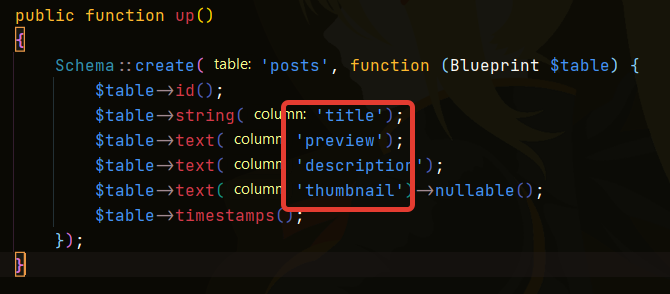 public function up()
{
Schema::create( table: 'posts', function (Blueprint $table) {
$table->id();
$table->string( column: 'title');
$table->text( column: 'preview');
$table->text( column: 'description');
$table->text( column: 'thumbnail')->nullable();
$table->timestamps();
});
}